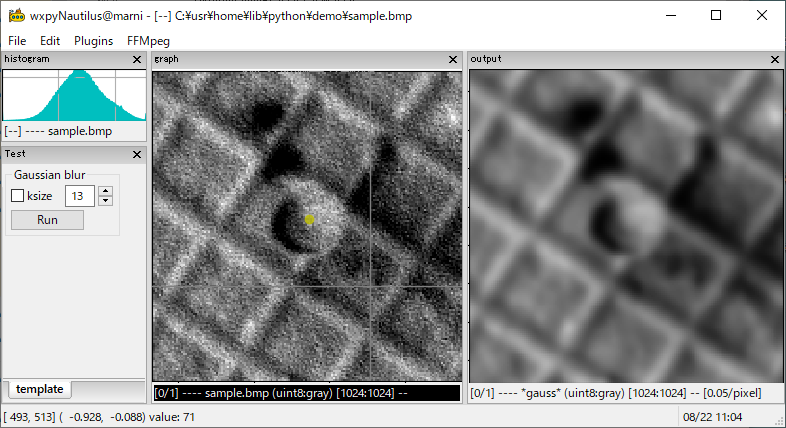 wxpyNautilus@marni - [--] C:¥usr¥home¥lib¥python¥demo¥sample.bmp
File Edit Plugins FFMpeg
histogram
[--] ---- sample.bmp
Test
Gaussian blur
ksize 13
Run
template
graph
[0/1] ---- sample.bmp (uint8:gray) [1024:1024] --
output
[0/1] ---- *gauss* (uint8:gray) [1024:1024] -- [0.05/pixel]
[ 493, 513] ( -0.928, -0.088) value: 71
08/22 11:04